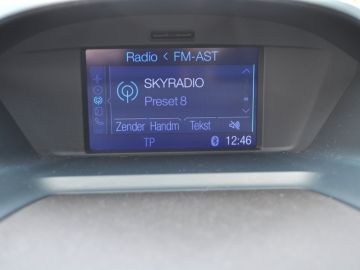 Radio < FM-AST
SKYRADIO
Preset 8
Zender Handm Tekst
TP 12:46